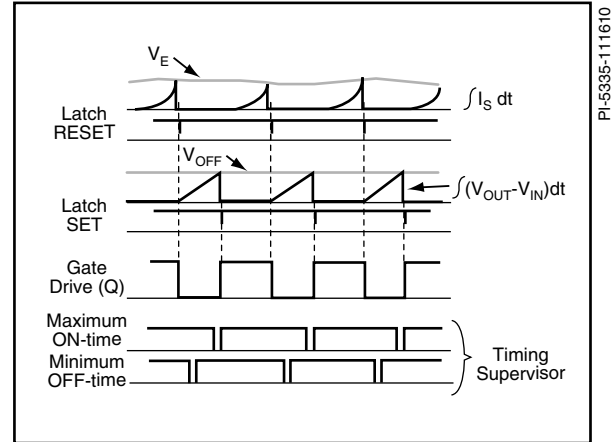 PI-5335-111610
V_E
∫I_S dt
Latch
RESET
V_OFF
∫(V_OUT-V_IN)dt
Latch
SET
Gate
Drive (Q)
Maximum
ON-time
Minimum
OFF-time
Timing
Supervisor